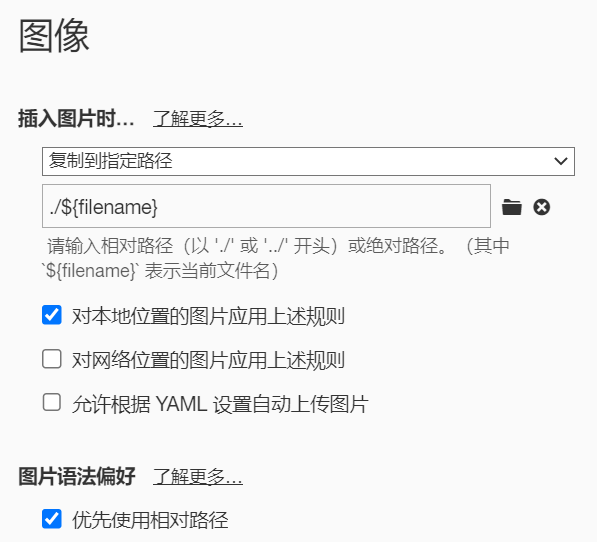 图像
插入图片时... 了解更多...
复制到指定路径
./${filename}
请输入相对路径（以 './' 或 '../' 开头）或绝对路径。（其中
`${filename}` 表示当前文件名）
对本地位置的图片应用上述规则
对网络位置的图片应用上述规则
允许根据 YAML 设置自动上传图片
图片语法偏好 了解更多...
优先使用相对路径